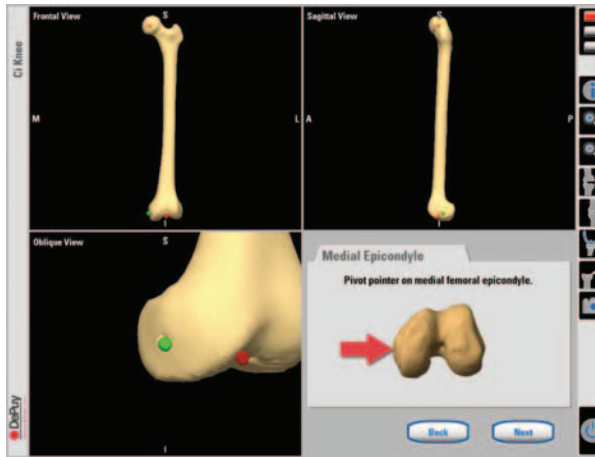 Ci Knee
Frontal View
S
M
L
I
Sagittal View
S
A
P
I
Oblique View
S
I
Medial Epicondyle
Pivot pointer on medial femoral epicondyle.
Back
Next
DePuy